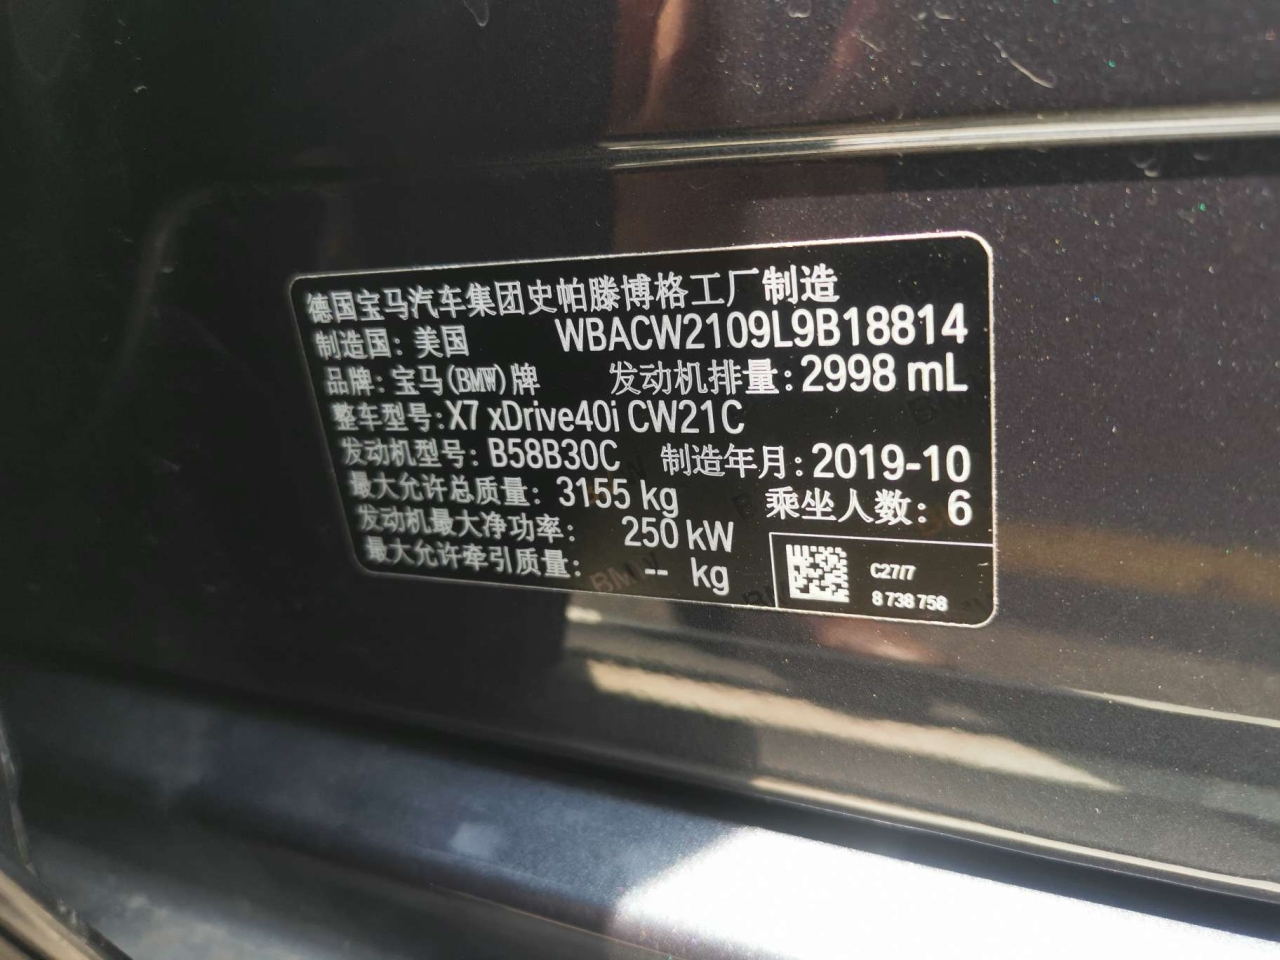 德国宝马汽车集团史帕滕博格工厂制造
制造国：美国 WBACW2109L9B18814
品牌：宝马(BMW)牌 发动机排量：2998 mL
整车型号：X7 xDrive40i CW21C
发动机型号：B58B30C 制造年月：2019-10
最大允许总质量：3155 kg 乘坐人数：6
发动机最大净功率：250 kW
最大允许牵引质量：-- kg
C27/7
8 738 758